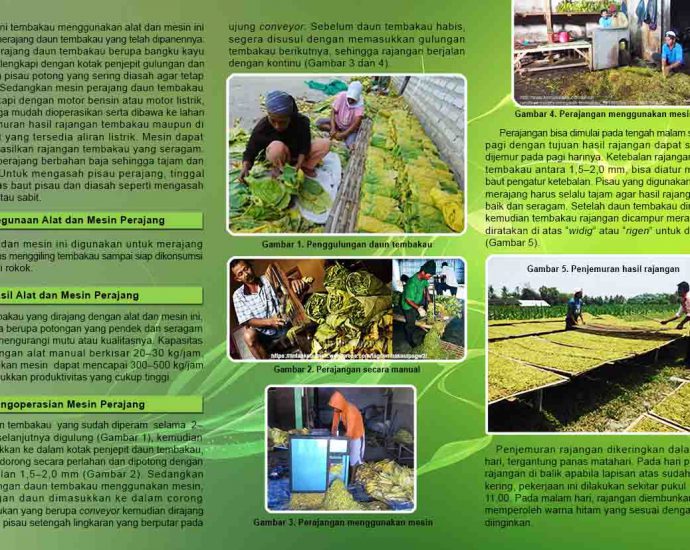 ni tembakau menggunakan alat dan mesin ini
perajang daun tembakau yang telah dipanenna:
rajang daun tembakau berupa bangku kayu
lengkapi dengan kotak penjepit gulungan dan
pisau potong yang sering diasah agar tetap
Sedangkan mesin perajang daun tembakau
kapi dengan motor bensin atau motor listrik,
ga mudah dioperasikan serta dibawa ke lahan
muran hasil rajangan tembakau maupun di
yang tersedia aliran listrik. Mesin dapat
hasilkan rajangan tembakau yang seragam.
perajang berbahan baja sehingga tajam dan
Untuk mengasah pisau perajang, tinggal
as baut pisau dan diasah seperti mengasah
atau sabit.
egunaan Alat dan Mesin Perajang
dan mesin ini digunakan untuk merajang
us menggiling tembakau sampai siap dikonsumsi
i rokok.
asil Alat dan Mesin Perajang
bakau yang dirajang dengan alat dan mesin ini,
a berupa potongan yang pendek dan seragam
mengurangi mutu atau kualitasnya. Kapasitas
ngan alat manual berkisar 20–30 kg/jam,
kan mesin dapat mencapai 300–500 kg/jam
ukkan produktivitas yang cukup tinggi.
ngoperasian Mesin Perajang
n tembakau yang sudah diperam selama 2–
selanjutnya digulung (Gambar 1), kemudian
kkan ke dalam kotak penjepit daun tembakau,
dorong secara perlahan dan dipotong dengan
lan 1,5–2,0 mm (Gambar 2). Sedangkan
ngan daun tembakau menggunakan mesin,
gan daun dimasukkan ke dalam corong
ukan yang berupa conveyor kemudian dirajang
pisau setengah lingkaran yang berputar pada
ujung conveyor. Sebelum daun tembakau habis,
segera disusul dengan memasukkan gulungan
tembakau berikutnya, sehingga rajangan berjalan
dengan kontinu (Gambar 3 dan 4).
Gambar 1. Penggulungan daun tembakau
Gambar 2. Perajangan secara manual
Gambar 3. Perajangan menggunakan mesin
Gambar 4. Perajangan menggunakan mesin
Perajangan bisa dimulai pada tengah malam s
pagi dengan tujuan hasil rajangan dapat s
dijemur pada pagi harinya. Ketebalan rajangan
tembakau antara 1,5–2,0 mm, bisa diatur m
baut pengatur ketebalan. Pisau yang digunakan
merajang harus selalu tajam agar hasil rajang
baik dan seragam. Setelah daun tembakau dir
kemudian tembakau rajangan dicampur mera
diratakan di atas "widig" atau "rigen" untuk d
(Gambar 5).
Gambar 5. Penjemuran hasil rajangan
Penjemuran rajangan dikeringkan dala
hari, tergantung panas matahari. Pada hari p
rajangan di balik apabila lapisan atas sudah
kering, pekerjaan ini dilakukan sekitar pukul
11.00. Pada malam hari, rajangan diembunkan
memperoleh warna hitam yang sesuai denga
diinginkan.